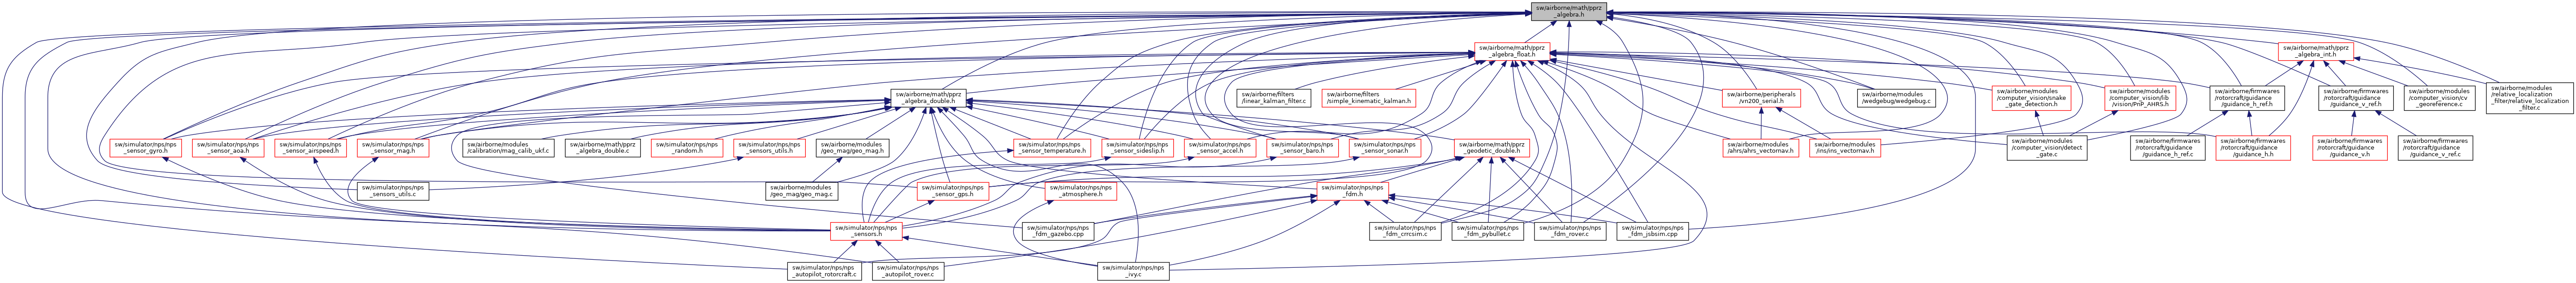 sw/airborne/math/pprz
_algebra.h
sw/airborne/math/pprz
_algebra_float.h
sw/airborne/math/pprz
_algebra_int.h
sw/airborne/math/pprz
_algebra_double.h
sw/airborne/filters
/linear_kalman_filter.c
sw/airborne/filters
/simple_kinematic_kalman.h
sw/airborne/peripherals
/vn200_serial.h
sw/airborne/modules
/wedgebug/wedgebug.c
sw/airborne/modules
/computer_vision/snake
_gate_detection.h
sw/airborne/modules
/computer_vision/lib
/vision/PnP_AHRS.h
sw/airborne/firmwares
/rotorcraft/guidance
/guidance_h_ref.h
sw/airborne/firmwares
/rotorcraft/guidance
/guidance_v_ref.h
sw/airborne/modules
/computer_vision/cv
_georeference.c
sw/airborne/modules
/relative_localization
_filter/relative_localization
_filter.c
sw/simulator/nps/nps
_sensor_gyro.h
sw/simulator/nps/nps
_sensor_aoa.h
sw/simulator/nps/nps
_sensor_airspeed.h
sw/simulator/nps/nps
_sensor_mag.h
sw/airborne/modules
/calibration/mag_calib_ukf.c
sw/airborne/math/pprz
_algebra_double.c
sw/simulator/nps/nps
_random.h
sw/simulator/nps/nps
_sensors_utils.h
sw/airborne/modules
/geo_mag/geo_mag.h
sw/simulator/nps/nps
_sensor_temperature.h
sw/simulator/nps/nps
_sensor_sideslip.h
sw/simulator/nps/nps
_sensor_accel.h
sw/simulator/nps/nps
_sensor_baro.h
sw/simulator/nps/nps
_sensor_sonar.h
sw/airborne/math/pprz
_geodetic_double.h
sw/airborne/modules
/ahrs/ahrs_vectornav.h
sw/airborne/modules
/ins/ins_vectornav.h
sw/airborne/modules
/computer_vision/detect
_gate.c
sw/airborne/firmwares
/rotorcraft/guidance
/guidance_h_ref.c
sw/airborne/firmwares
/rotorcraft/guidance
/guidance_h.h
sw/airborne/firmwares
/rotorcraft/guidance
/guidance_v.h
sw/airborne/firmwares
/rotorcraft/guidance
/guidance_v_ref.c
sw/simulator/nps/nps
_sensors_utils.c
sw/airborne/modules
/geo_mag/geo_mag.c
sw/simulator/nps/nps
_sensor_gps.h
sw/simulator/nps/nps
_atmosphere.h
sw/simulator/nps/nps
_fdm.h
sw/simulator/nps/nps
_sensors.h
sw/simulator/nps/nps
_fdm_gazebo.cpp
sw/simulator/nps/nps
_fdm_crrcsim.c
sw/simulator/nps/nps
_fdm_pybullet.c
sw/simulator/nps/nps
_fdm_rover.c
sw/simulator/nps/nps
_fdm_jsbsim.cpp
sw/simulator/nps/nps
_autopilot_rotorcraft.c
sw/simulator/nps/nps
_autopilot_rover.c
sw/simulator/nps/nps
_ivy.c